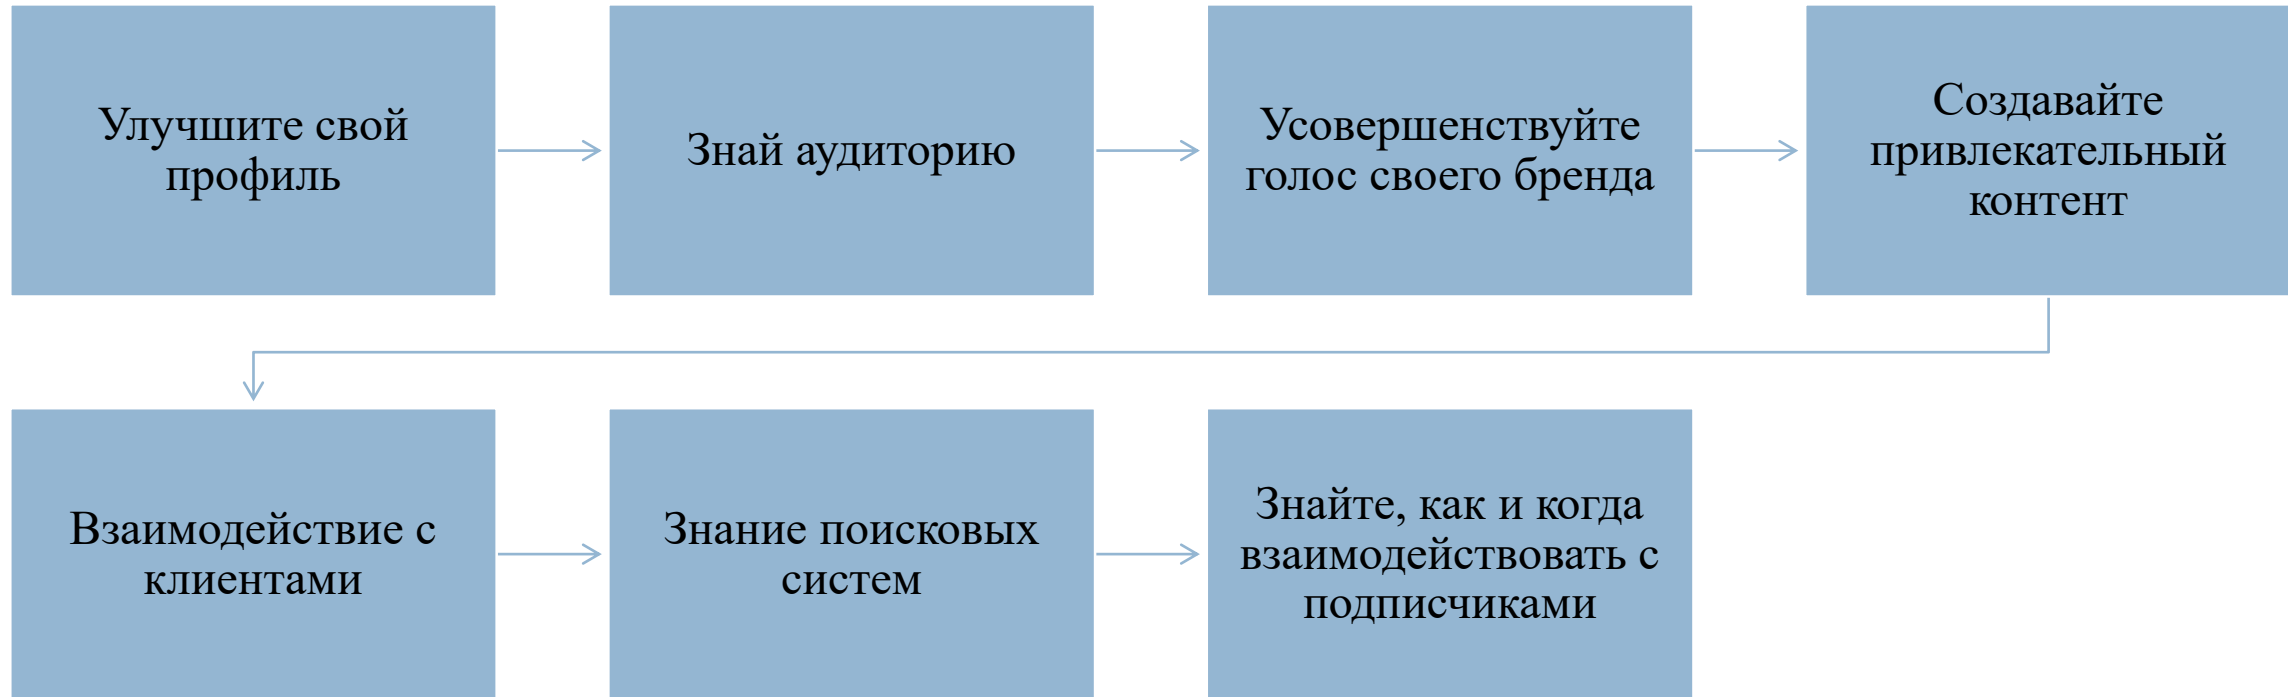 Улучшите свой
профиль
Знай аудиторию
Усовершенствуйте
голос своего бренда
Создавайте
привлекательный
контент
Взаимодействие с
клиентами
Знание поисковых
систем
Знайте, как и когда
взаимодействовать с
подписчиками